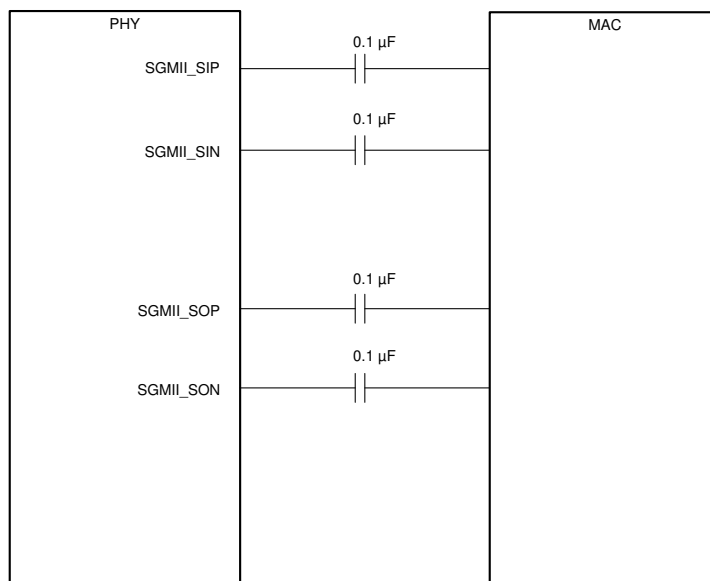 PHY
MAC
0.1 µF
SGMII_SIP
0.1 µF
SGMII_SIN
0.1 µF
SGMII_SOP
0.1 µF
SGMII_SON